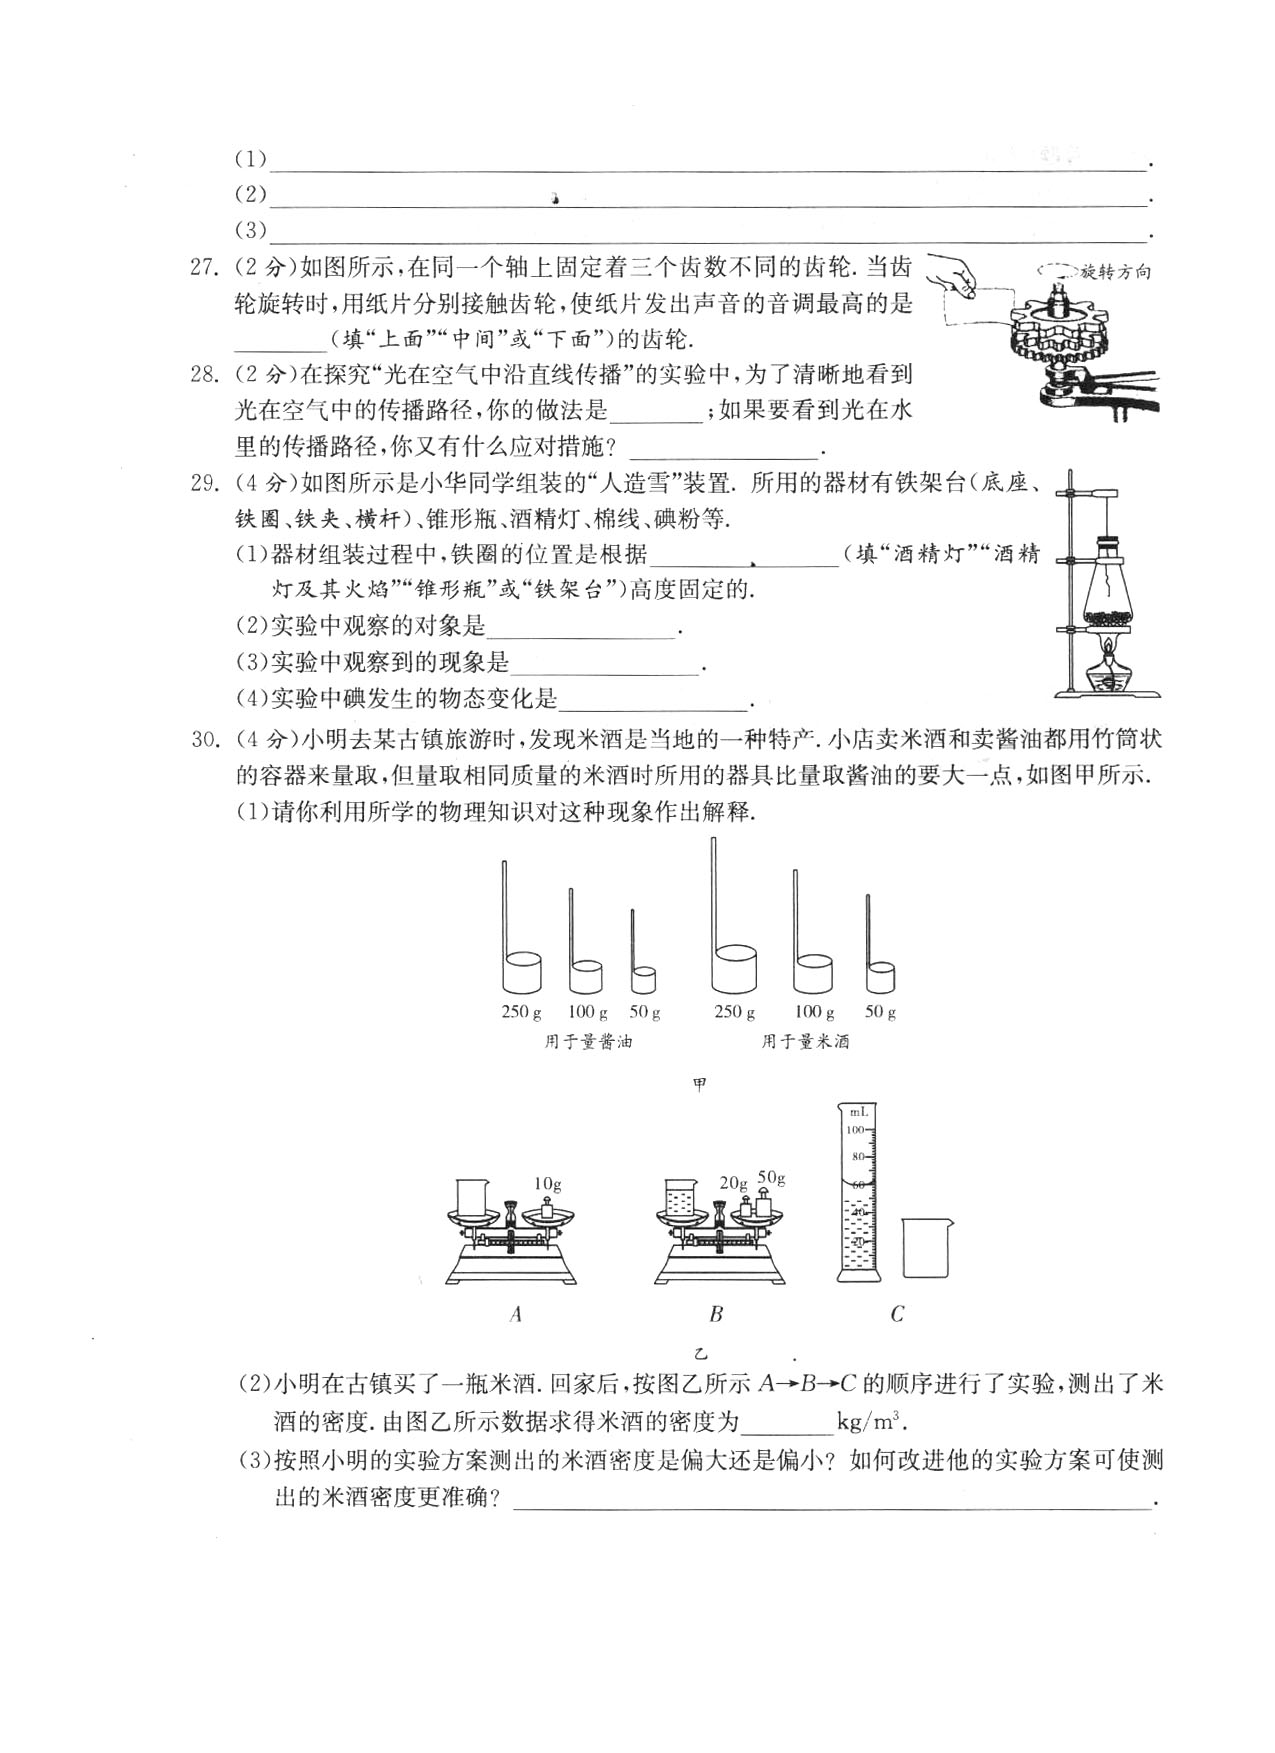 (1)                .
(2)                .
(3)                .
27. (2 分)如图所示,在同一个轴上固定着三个齿数不同的齿轮. 当齿
轮旋转时,用纸片分别接触齿轮,使纸片发出声音的音调最高的是
________(填“上面”“中间”或“下面”)的齿轮.
旋转方向
28. (2 分)在探究“光在空气中沿直线传播”的实验中,为了清晰地看到
光在空气中的传播路径,你的做法是________;如果要看到光在水
里的传播路径,你又有什么应对措施? ________________.
29. (4 分)如图所示是小华同学组装的“人造雪”装置. 所用的器材有铁架台(底座、
铁圈、铁夹、横杆)、锥形瓶、酒精灯、棉线、碘粉等.
(1)器材组装过程中,铁圈的位置是根据________________(填“酒精灯”“酒精
灯及其火焰”“锥形瓶”或“铁架台”)高度固定的.
(2)实验中观察的对象是________________.
(3)实验中观察到的现象是________________.
(4)实验中碘发生的物态变化是________________.
30. (4 分)小明去某古镇旅游时,发现米酒是当地的一种特产. 小店卖米酒和卖酱油都用竹筒状
的容器来量取,但量取相同质量的米酒时所用的器具比量取酱油的要大一点,如图甲所示.
(1)请你利用所学的物理知识对这种现象作出解释.
250 g 100 g 50 g 250 g 100 g 50 g
用于量酱油 用于量米酒
甲
mL
100
80
60
40
20
10g 20g 50g
A B C
乙
(2)小明在古镇买了一瓶米酒. 回家后,按图乙所示 A→B→C 的顺序进行了实验,测出了米
酒的密度. 由图乙所示数据求得米酒的密度为________kg/m³.
(3)按照小明的实验方案测出的米酒密度是偏大还是偏小? 如何改进他的实验方案可使测
出的米酒密度更准确? ________________.